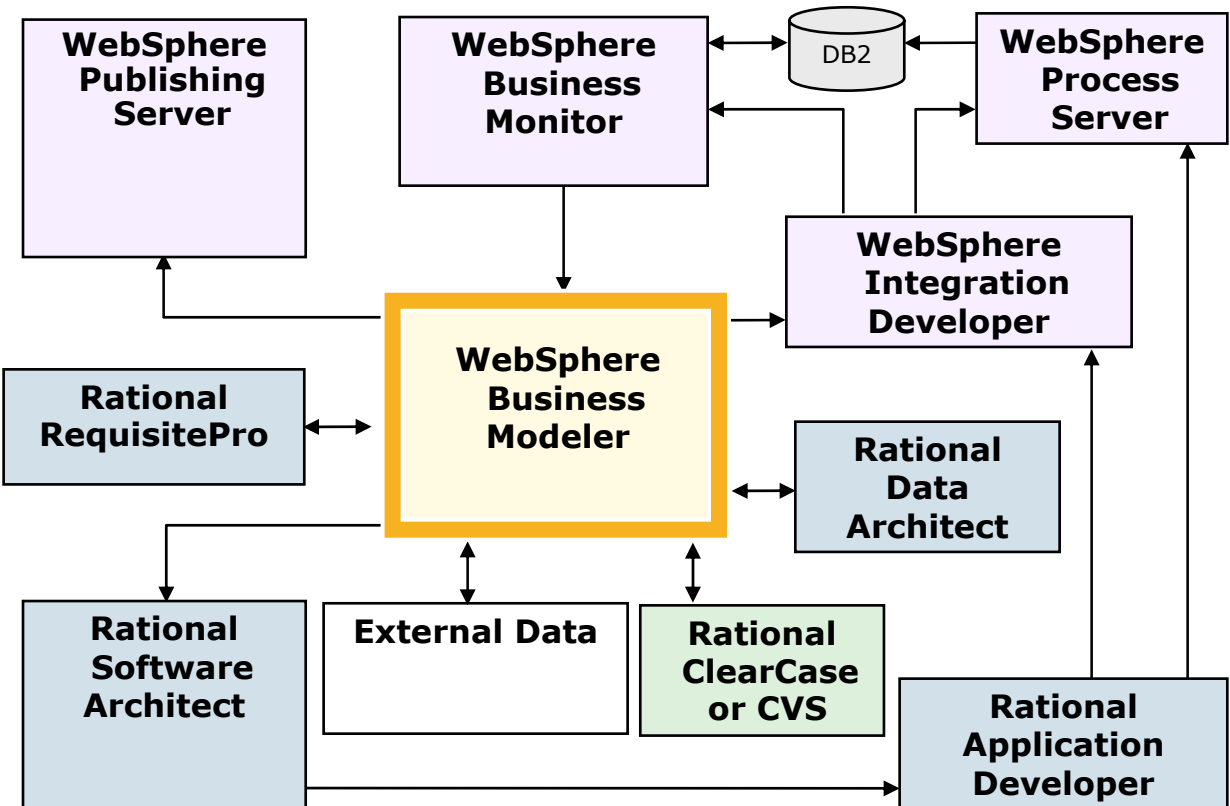 WebSphere
Publishing
Server
WebSphere
Business
Monitor
DB2
WebSphere
Process
Server
WebSphere
Integration
Developer
WebSphere
Business
Modeler
Rational
RequisitePro
Rational
Data
Architect
Rational
Software
Architect
External Data
Rational
ClearCase
or CVS
Rational
Application
Developer